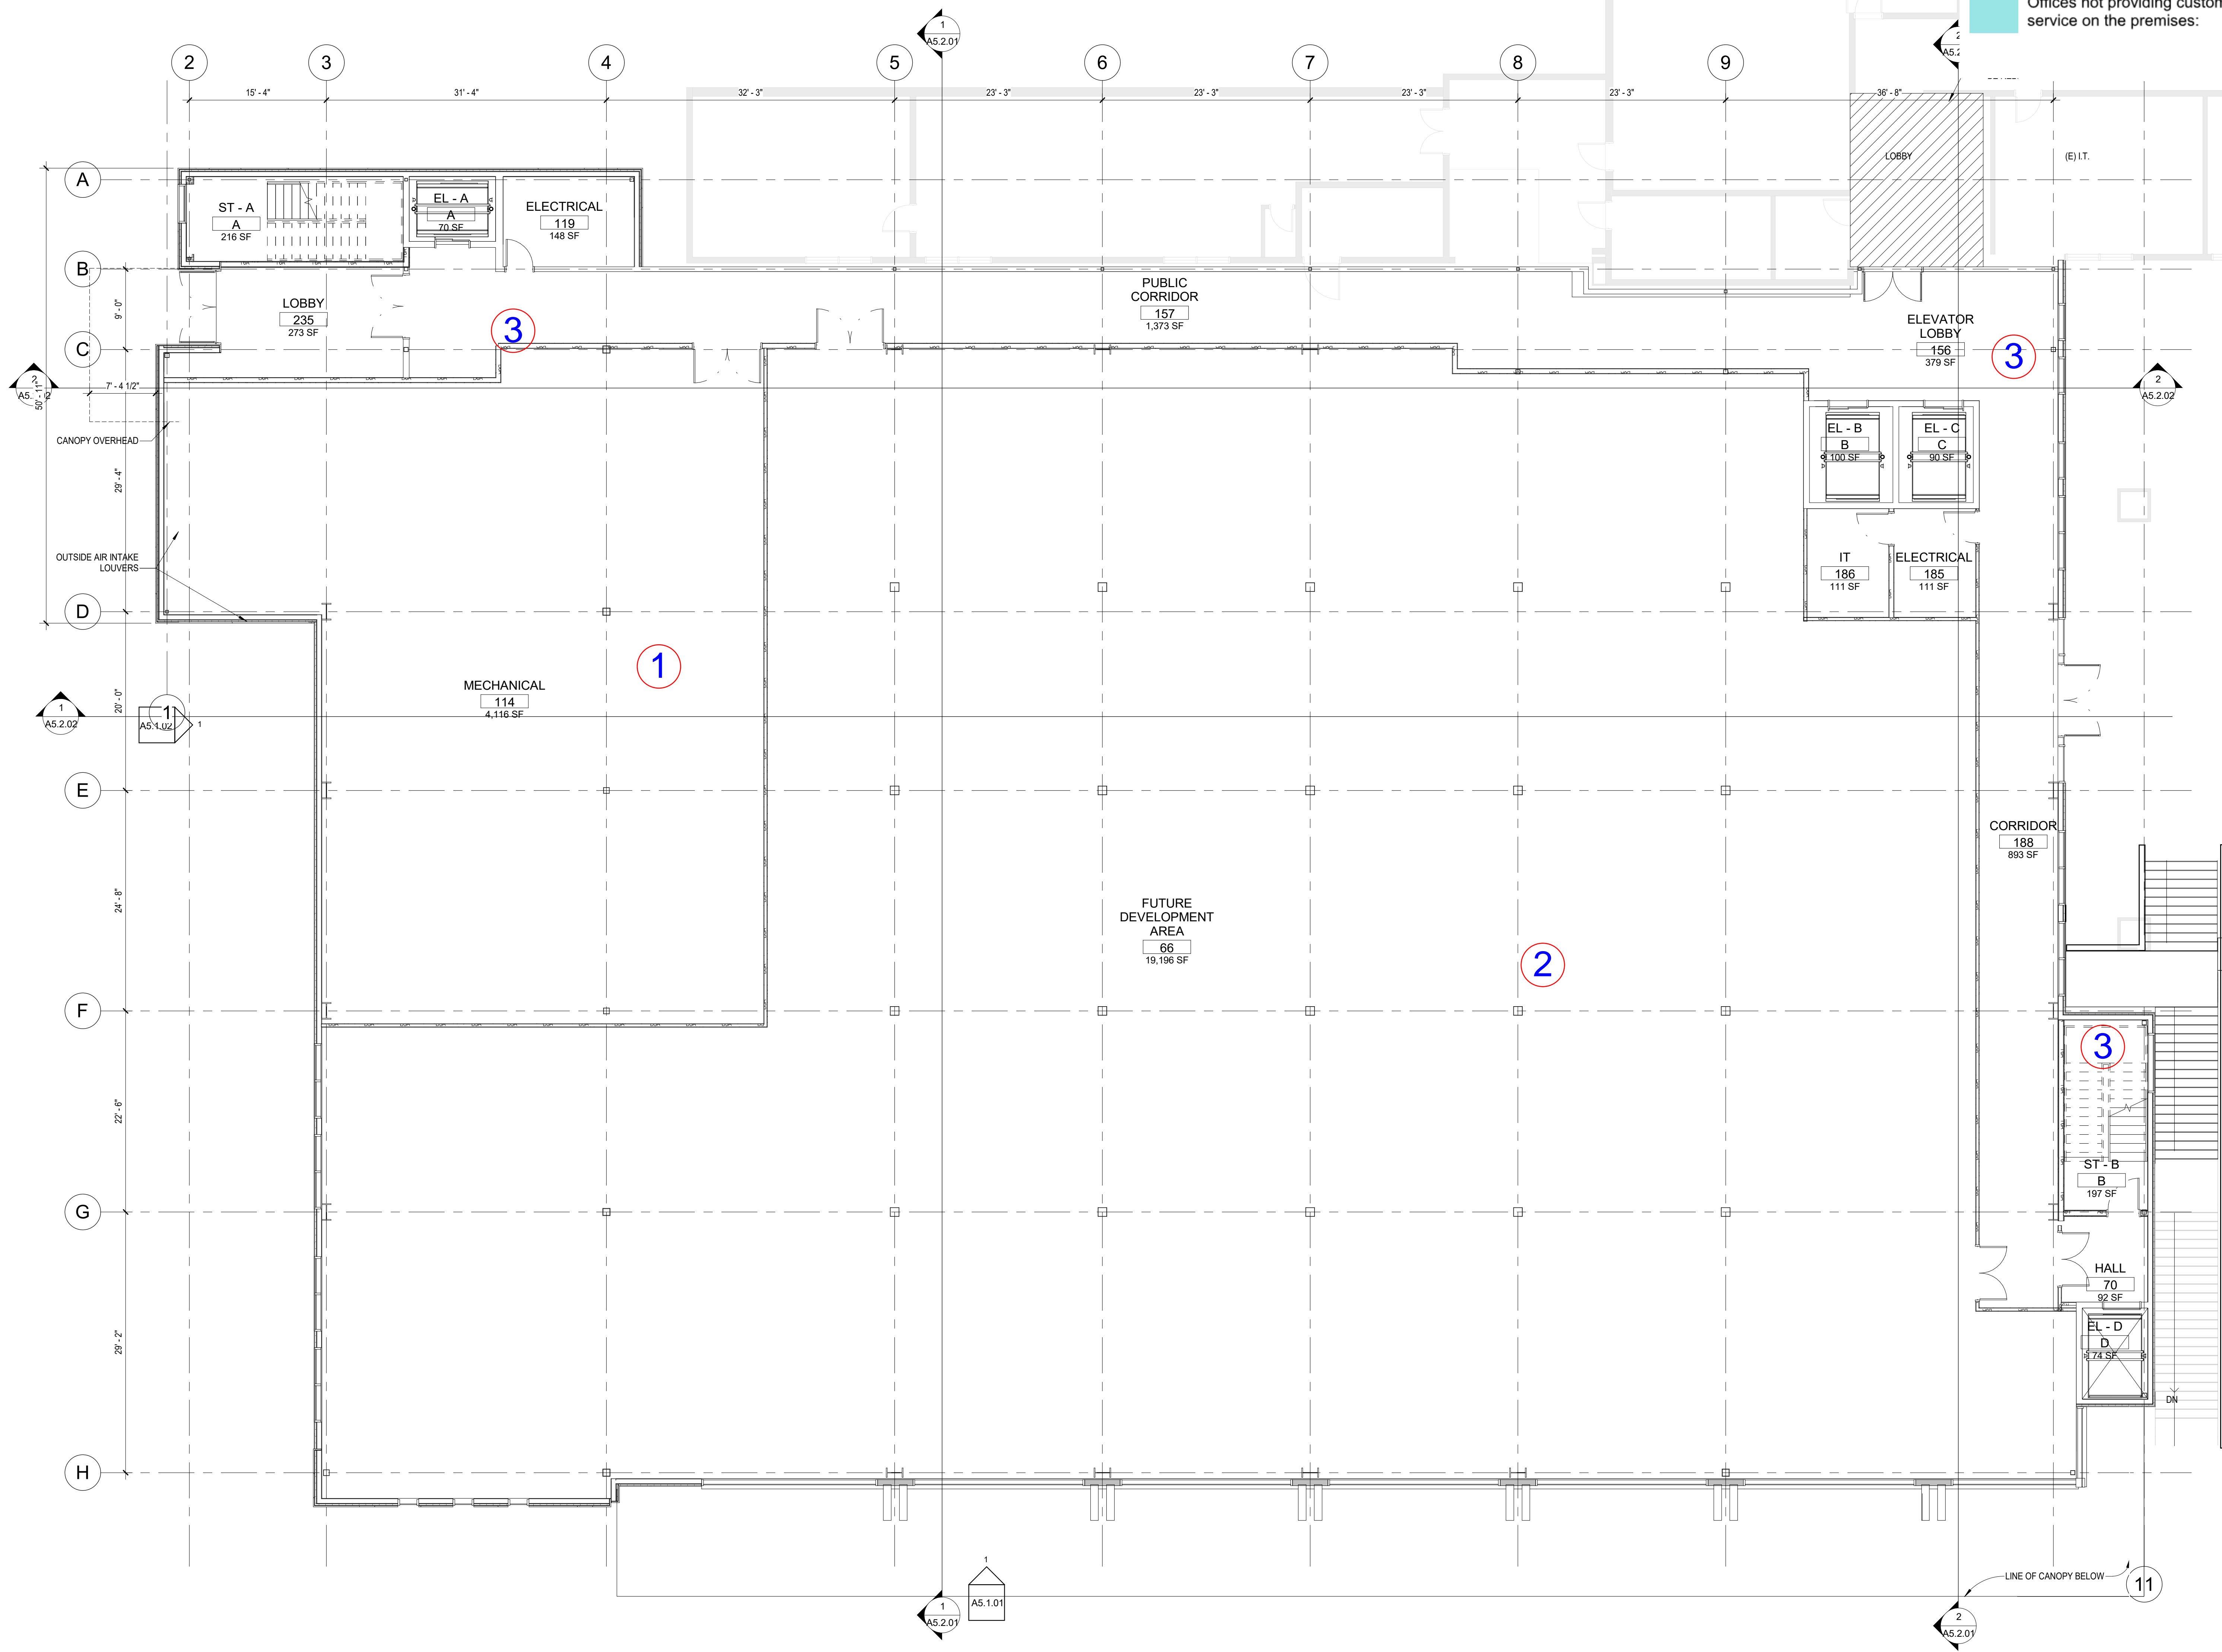 Offices not providing custom
service on the premises:
1
A5.2.01
2
2
3
4
5
6
7
8
9
15' - 4"
31' - 4"
32' - 3"
23' - 3"
23' - 3"
23' - 3"
23' - 3"
36' - 8"
A
LOBBY
(E) I.T.
ST - A
A
216 SF
EL - A
A
70 SF
ELECTRICAL
119
148 SF
B
LOBBY
235
273 SF
3
PUBLIC
CORRIDOR
157
1,373 SF
ELEVATOR
LOBBY
156
379 SF
3
9' - 0"
C
2
50' - 11"
7' - 4 1/2"
2
A5.2.02
CANOPY OVERHEAD
EL - B
B
100 SF
EL - C
C
90 SF
29' - 4"
OUTSIDE AIR INTAKE
LOUVERS
IT
186
111 SF
ELECTRICAL
185
111 SF
D
MECHANICAL
114
4,116 SF
1
20' - 0"
1
A5.2.02
1
A5.1.02
1
E
CORRIDOR
188
893 SF
24' - 8"
FUTURE
DEVELOPMENT
AREA
66
19,196 SF
2
F
3
22' - 6"
ST - B
B
197 SF
G
HALL
70
92 SF
29' - 2"
EL - D
D
74 SF
DN
H
1
A5.1.01
LINE OF CANOPY BELOW
11
1
A5.2.01
2
A5.2.01